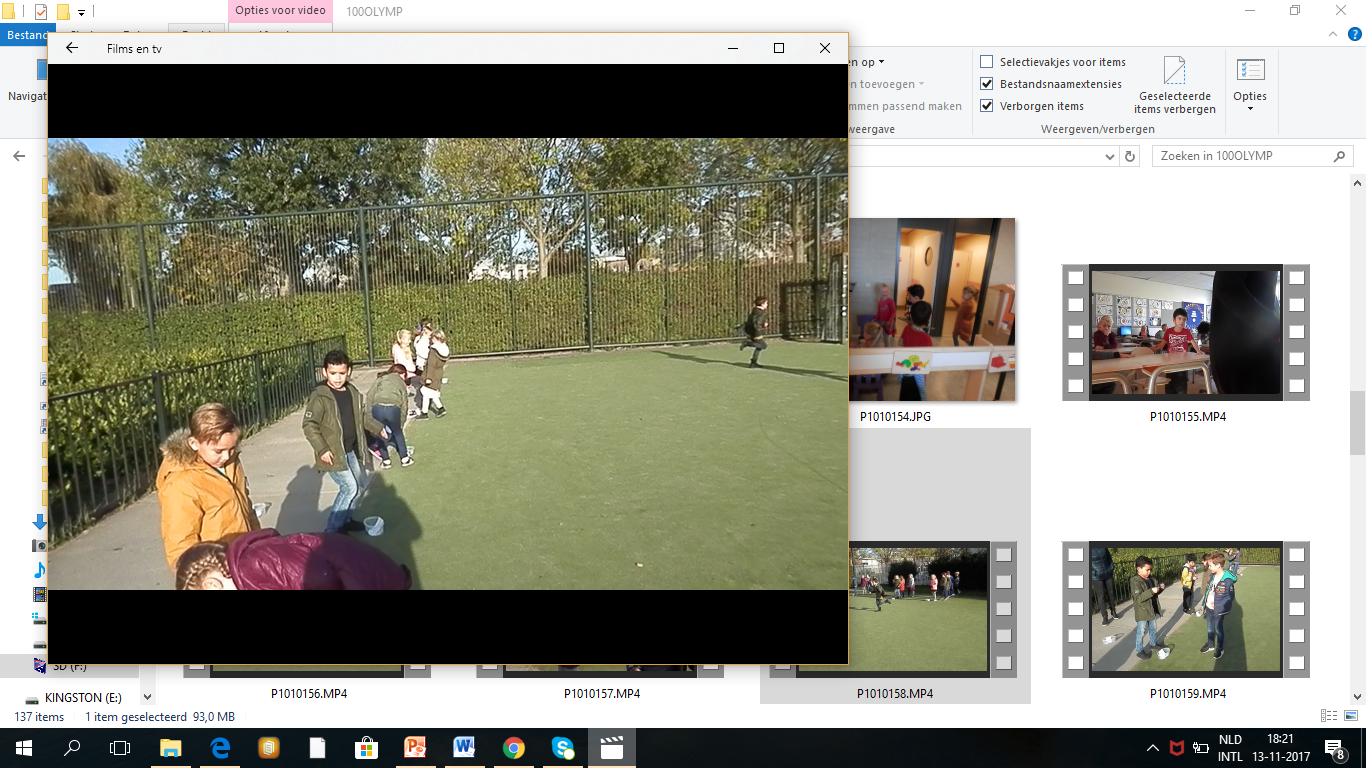 Opties voor video
100OLYMP
Bestand
Films en tv
Navigat
en op
Selectievakjes voor items
en toevoegen
Bestandsnaamextensies
mmen passend maken
Verborgen items
Geselecteerde
items verbergen
Opties
weergave
Weergeven/verbergen
Zoeken in 100OLYMP
P1010154.JPG
P1010155.MP4
SD (F:)
KINGSTON (E:)
P1010156.MP4
P1010157.MP4
P1010158.MP4
P1010159.MP4
137 items
1 item geselecteerd 93,0 MB
NLD
INTL
18:21
13-11-2017
8